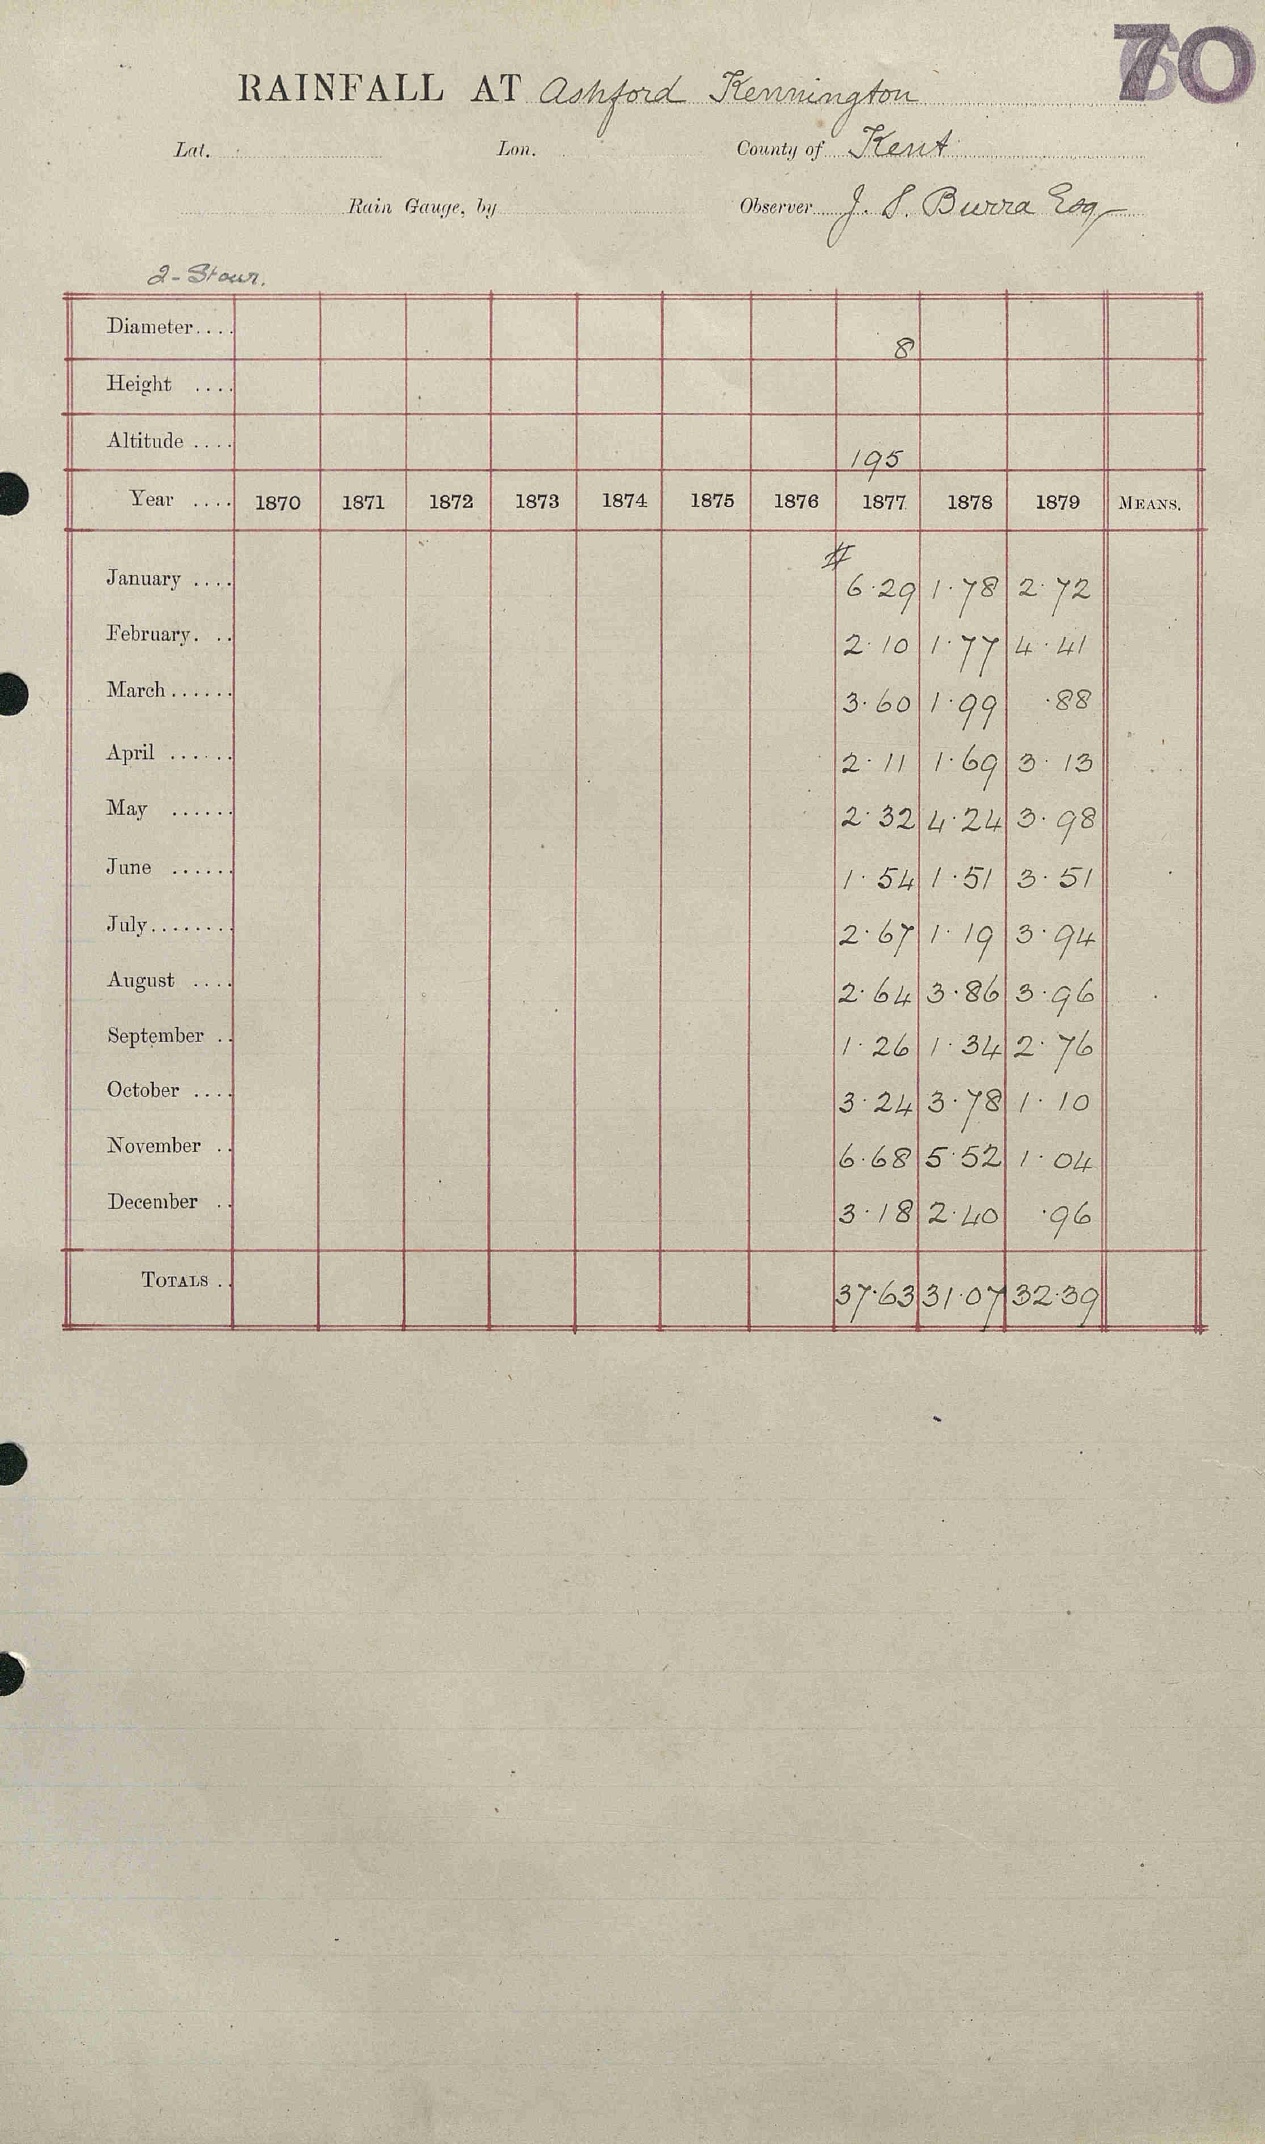 70
RAINFALL AT Ashford Kennington
Lat. Lon. County of Kent
Rain Gauge, by Observer J. S. Burra Esq
2 - Stour.
Diameter.... 8
Height ....
Altitude .... 195
Year .... 1870 1871 1872 1873 1874 1875 1876 1877 1878 1879 MEANS.
#
January .... 6.29 1.78 2.72
February. .. 2.10 1.77 4.41
March...... 3.60 1.99 .88
April ...... 2.11 1.69 3.13
May ...... 2.32 4.24 3.98
June ...... 1.54 1.51 3.51
July........ 2.67 1.19 3.94
August .... 2.64 3.86 3.96
September .. 1.26 1.34 2.76
October .... 3.24 3.78 1.10
November .. 6.68 5.52 1.04
December .. 3.18 2.40 .96
TOTALS .. 37.63 31.07 32.39